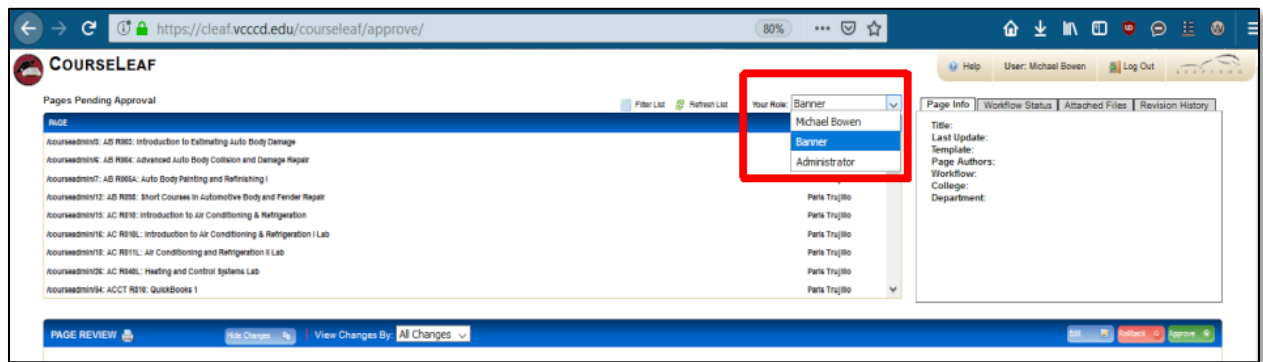 https://cleaf.vcccd.edu/courseleaf/approve/
80%
COURSELEAF
Help
User: Michael Bowen
Log Out
Pages Pending Approval
Filter List
Refresh List
Your Role: Banner
Michael Bowen
Banner
Administrator
Page Info
Workflow Status
Attached Files
Revision History
PAGE
/courseadmin/5: AB R003: Introduction to Estimating Auto Body Damage
/courseadmin/6: AB R004: Advanced Auto Body Collision and Damage Repair
/courseadmin/7: AB R005A: Auto Body Painting and Refinishing I
/courseadmin/12: AB R058: Short Courses in Automotive Body and Fender Repair
Paris Trujillo
/courseadmin/15: AC R010: Introduction to Air Conditioning & Refrigeration
Paris Trujillo
/courseadmin/16: AC R010L: Introduction to Air Conditioning & Refrigeration I Lab
Paris Trujillo
/courseadmin/18: AC R011L: Air Conditioning and Refrigeration II Lab
Paris Trujillo
/courseadmin/26: AC R040L: Heating and Control Systems Lab
Paris Trujillo
/courseadmin/54: ACCT R010: QuickBooks 1
Paris Trujillo
Title:
Last Update:
Template:
Page Authors:
Workflow:
College:
Department:
PAGE REVIEW
Hide Changes
View Changes By: All Changes
Edit
Rollback
Approve